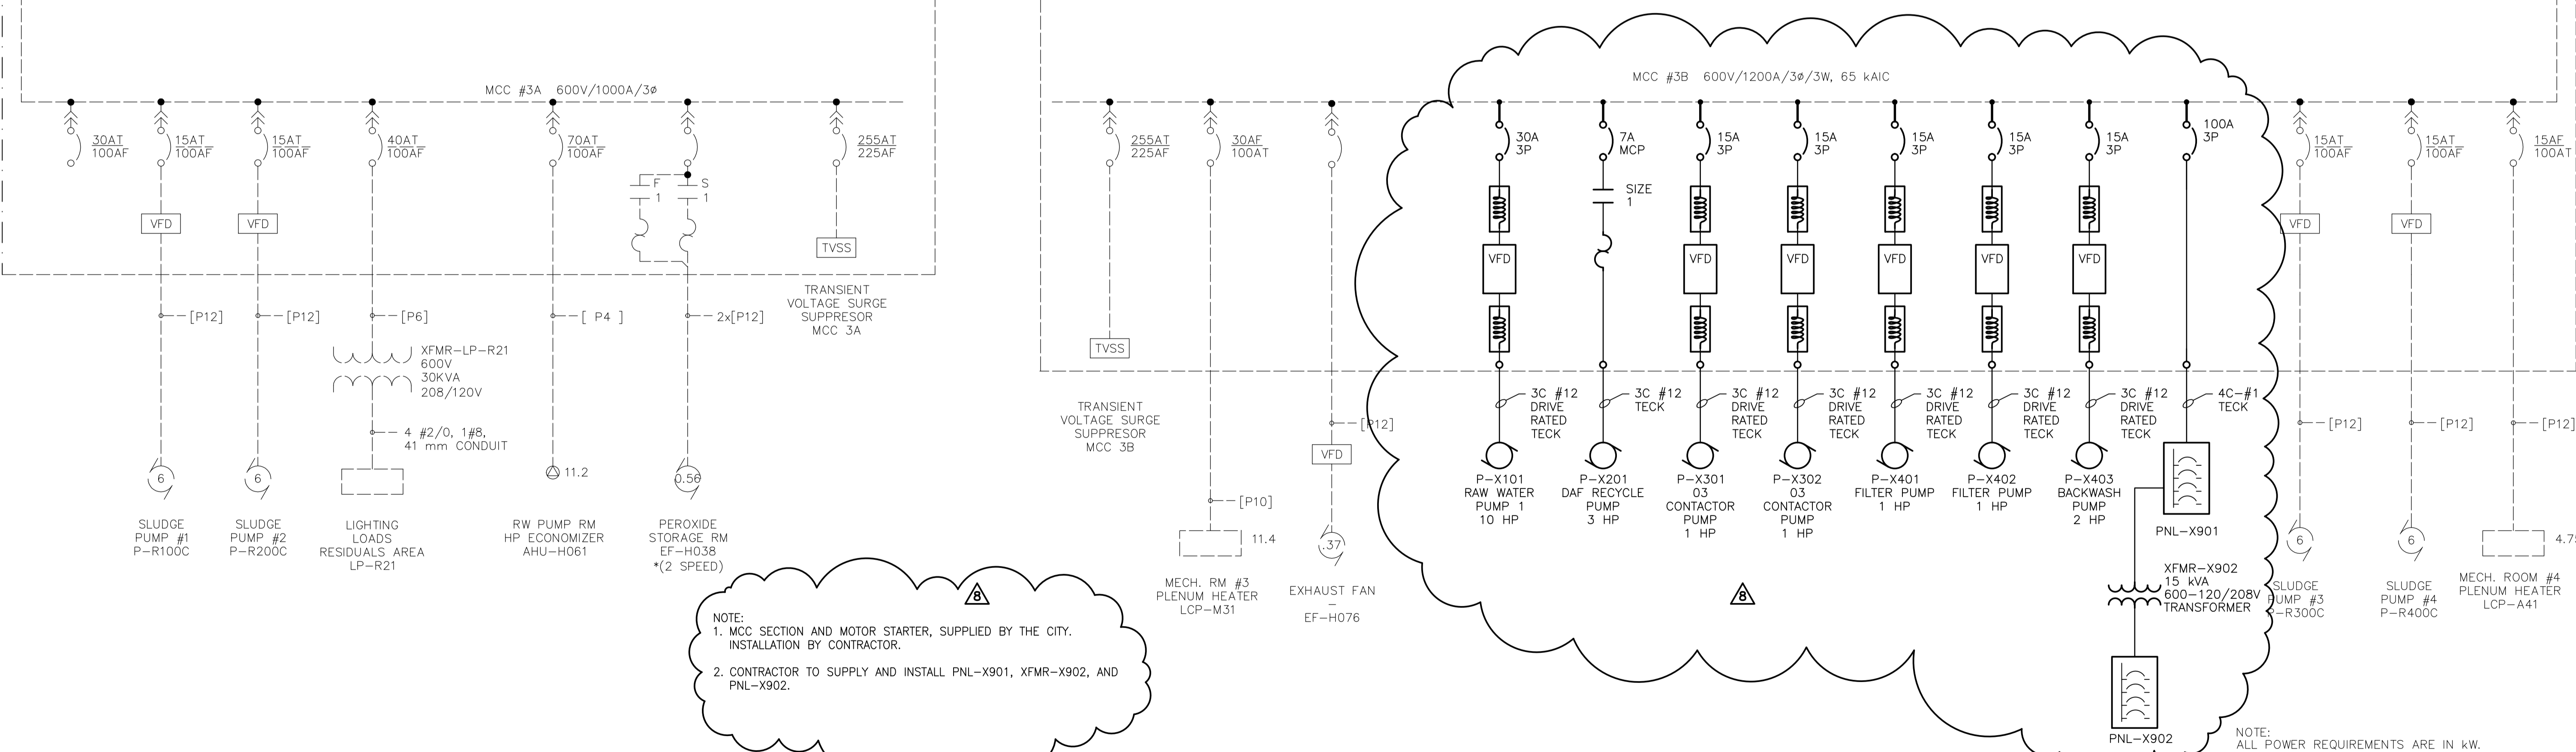 MCC #3A 600V/1000A/3ø
30AT
100AF
15AT
100AF
15AT
100AF
40AT
100AF
70AT
100AF
255AT
225AF
F
1
S
1
VFD
VFD
TVSS
TRANSIENT
VOLTAGE SURGE
SUPPRESOR
MCC 3A
[P12]
[P12]
[P6]
[ P4 ]
2x[P12]
XFMR-LP-R21
600V
30KVA
208/120V
4 #2/0, 1#8,
41 mm CONDUIT
6
6
11.2
0.56
SLUDGE
PUMP #1
P-R100C
SLUDGE
PUMP #2
P-R200C
LIGHTING
LOADS
RESIDUALS AREA
LP-R21
RW PUMP RM
HP ECONOMIZER
AHU-H061
PEROXIDE
STORAGE RM
EF-H038
*(2 SPEED)
8
NOTE:
1. MCC SECTION AND MOTOR STARTER, SUPPLIED BY THE CITY.
INSTALLATION BY CONTRACTOR.
2. CONTRACTOR TO SUPPLY AND INSTALL PNL-X901, XFMR-X902, AND
PNL-X902.
MCC #3B 600V/1200A/3ø/3W, 65 kAIC
255AT
225AF
30AF
100AT
30A
3P
7A
MCP
15A
3P
15A
3P
15A
3P
15A
3P
15A
3P
100A
3P
15AT
100AF
15AT
100AF
15AF
100AT
SIZE
1
VFD
VFD
VFD
VFD
VFD
VFD
VFD
VFD
TVSS
TRANSIENT
VOLTAGE SURGE
SUPPRESOR
MCC 3B
[P12]
VFD
3C #12
DRIVE
RATED
TECK
3C #12
TECK
3C #12
DRIVE
RATED
TECK
3C #12
DRIVE
RATED
TECK
3C #12
DRIVE
RATED
TECK
3C #12
DRIVE
RATED
TECK
3C #12
DRIVE
RATED
TECK
4C-#1
TECK
[P12]
[P12]
[P12]
[P10]
11.4
.37
MECH. RM #3
PLENUM HEATER
LCP-M31
EXHAUST FAN
-
EF-H076
P-X101
RAW WATER
PUMP 1
10 HP
P-X201
DAF RECYCLE
PUMP
3 HP
P-X301
O3
CONTACTOR
PUMP
1 HP
P-X302
O3
CONTACTOR
PUMP
1 HP
P-X401
FILTER PUMP
1 HP
P-X402
FILTER PUMP
1 HP
P-X403
BACKWASH
PUMP
2 HP
PNL-X901
XFMR-X902
15 kVA
600-120/208V
TRANSFORMER
PNL-X902
8
6
6
SLUDGE
PUMP #3
P-R300C
SLUDGE
PUMP #4
P-R400C
MECH. ROOM #4
PLENUM HEATER
LCP-A41
NOTE:
ALL POWER REQUIREMENTS ARE IN kW.